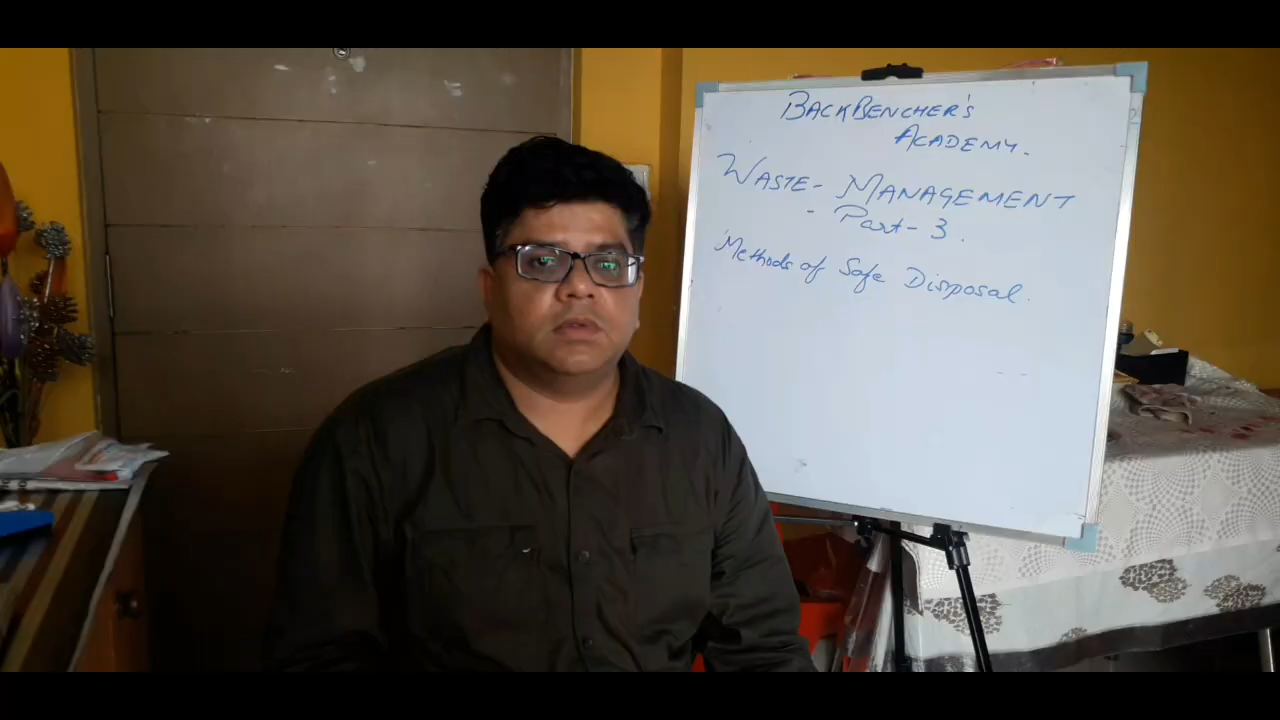 BACKBENCHER'S
ACADEMY.
WASTE- MANAGEMENT
- Part-3.
Methods of Safe Disposal.